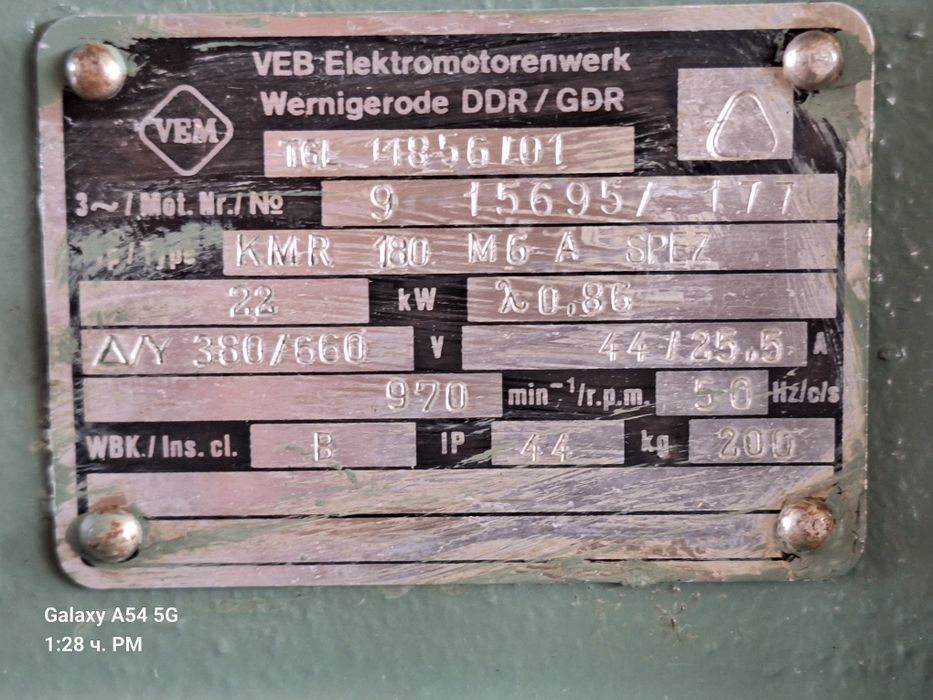 VEB Elektromotorenwerk
VEM Wernigerode DDR/GDR
TGL 11856/01
3~/Mot. Nr./№ 9 15695/ 177
Typ/Type KMR 180 M6 A SPEZ
22 kW λ 0,86
Δ/Y 380/660 V 44/25.5 A
970 min⁻¹/r.p.m. 50 Hz/c/s
WBK./Ins. cl. B IP 44 kg 200
Galaxy A54 5G
1:28 ч. PM